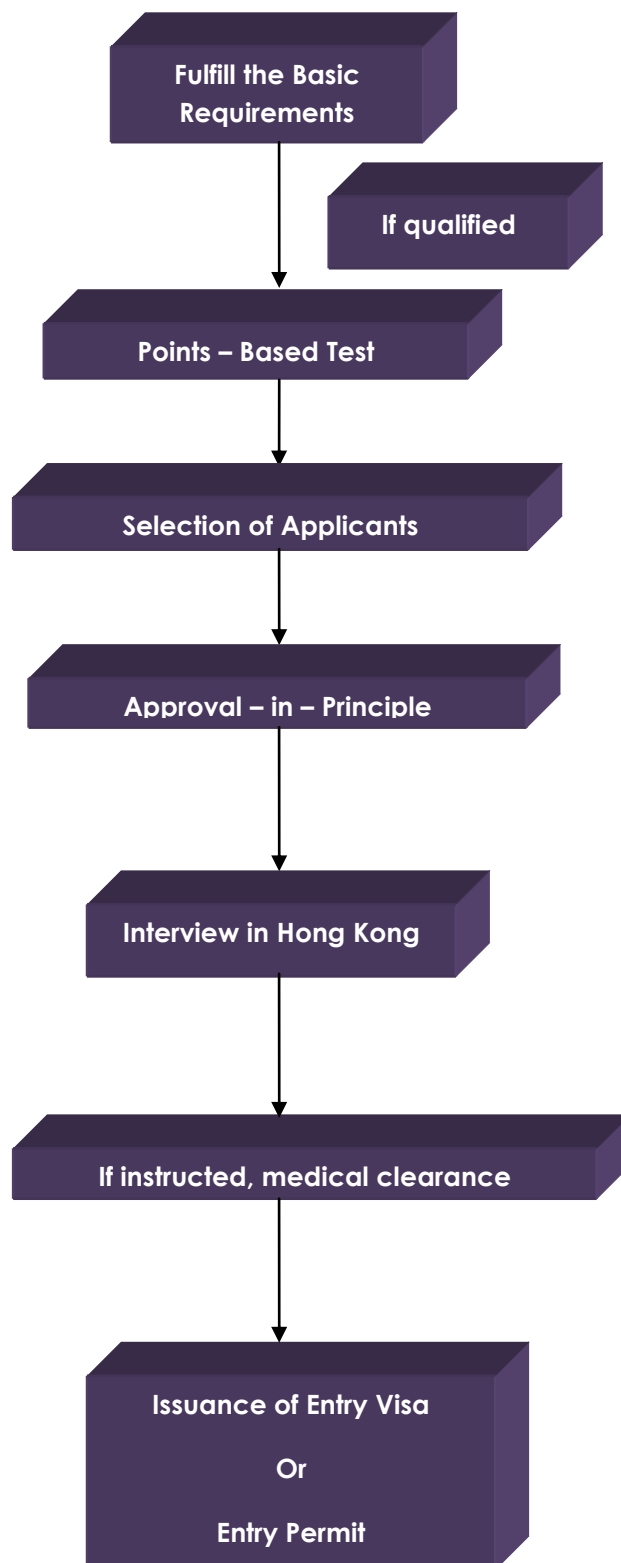 Fulfill the Basic
Requirements
If qualified
Points – Based Test
Selection of Applicants
Approval – in – Principle
Interview in Hong Kong
If instructed, medical clearance
Issuance of Entry Visa
Or
Entry Permit